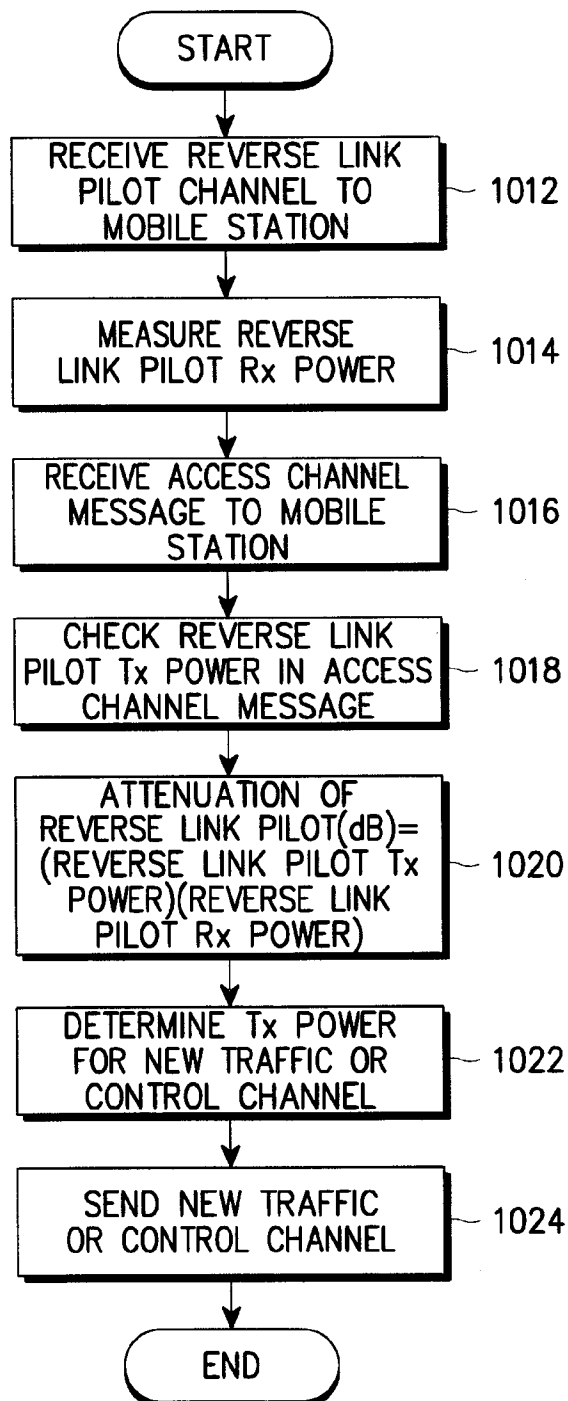 START
RECEIVE REVERSE LINK
PILOT CHANNEL TO
MOBILE STATION
1012
MEASURE REVERSE
LINK PILOT Rx POWER
1014
RECEIVE ACCESS CHANNEL
MESSAGE TO MOBILE
STATION
1016
CHECK REVERSE LINK
PILOT Tx POWER IN ACCESS
CHANNEL MESSAGE
1018
ATTENUATION OF
REVERSE LINK PILOT(dB)=
(REVERSE LINK PILOT Tx
POWER)(REVERSE LINK
PILOT Rx POWER)
1020
DETERMINE Tx POWER
FOR NEW TRAFFIC OR
CONTROL CHANNEL
1022
SEND NEW TRAFFIC
OR CONTROL CHANNEL
1024
END